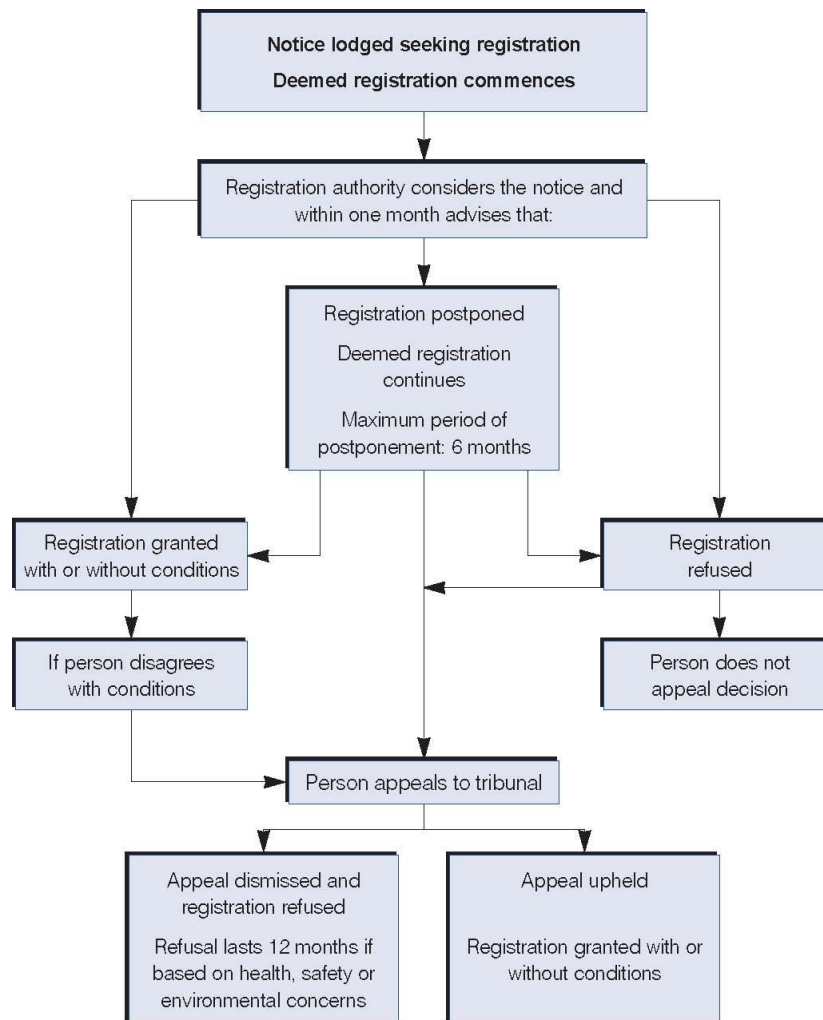 Notice lodged seeking registration
Deemed registration commences
Registration authority considers the notice and
within one month advises that:
Registration postponed
Deemed registration
continues
Maximum period of
postponement: 6 months
Registration granted
with or without conditions
Registration
refused
If person disagrees
with conditions
Person does not
appeal decision
Person appeals to tribunal
Appeal dismissed and
registration refused
Refusal lasts 12 months if
based on health, safety or
environmental concerns
Appeal upheld
Registration granted with or
without conditions